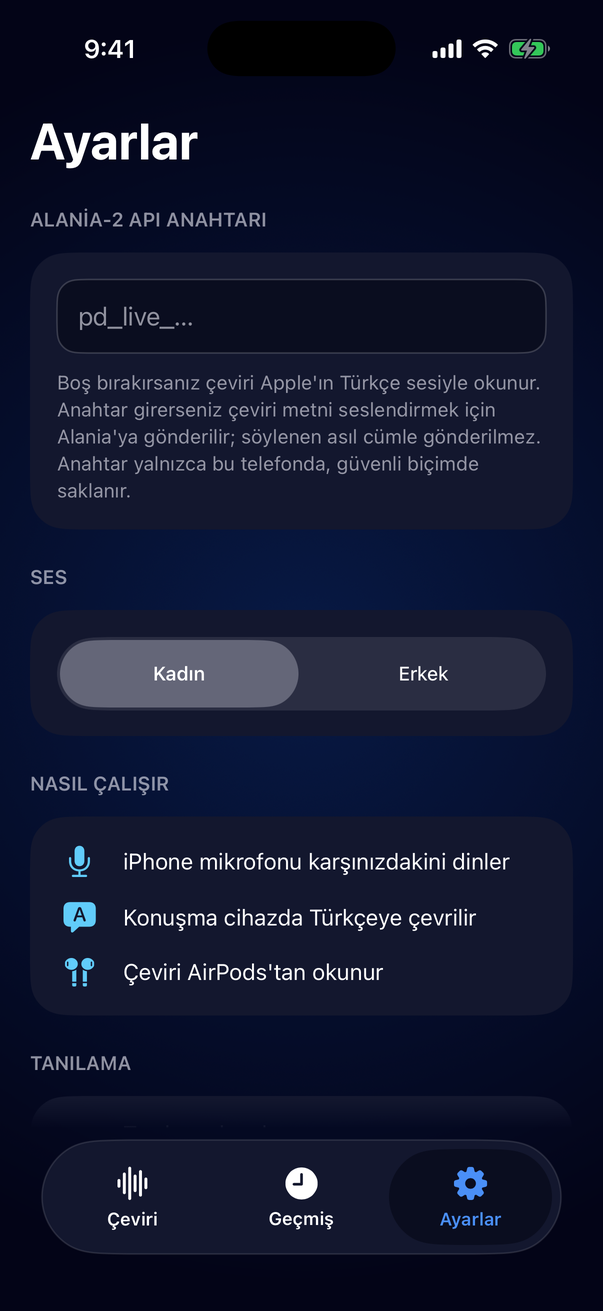 9:41
Ayarlar
ALANİA-2 API ANAHTARI
pd_live_...
Boş bırakırsanız çeviri Apple'ın Türkçe sesiyle okunur.
Anahtar girerseniz çeviri metni seslendirmek için
Alania'ya gönderilir; söylenen asıl cümle gönderilmez.
Anahtar yalnızca bu telefonda, güvenli biçimde
saklanır.
SES
Kadın
Erkek
NASIL ÇALIŞIR
iPhone mikrofonu karşınızdakini dinler
A
Konuşma cihazda Türkçeye çevrilir
Çeviri AirPods'tan okunur
TANILAMA
Çeviri
Geçmiş
Ayarlar